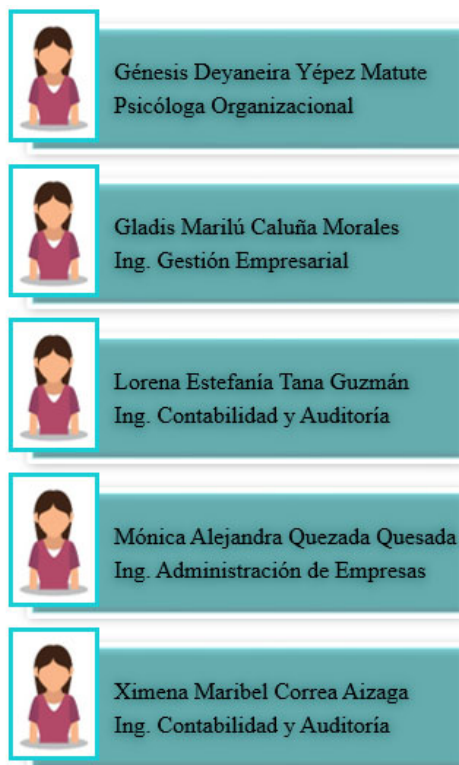 Génesis Deyaneira Yépez Matute
Psicóloga Organizacional
Gladis Marilú Caluña Morales
Ing. Gestión Empresarial
Lorena Estefanía Tana Guzmán
Ing. Contabilidad y Auditoría
Mónica Alejandra Quezada Quesada
Ing. Administración de Empresas
Ximena Maribel Correa Aizaga
Ing. Contabilidad y Auditoría